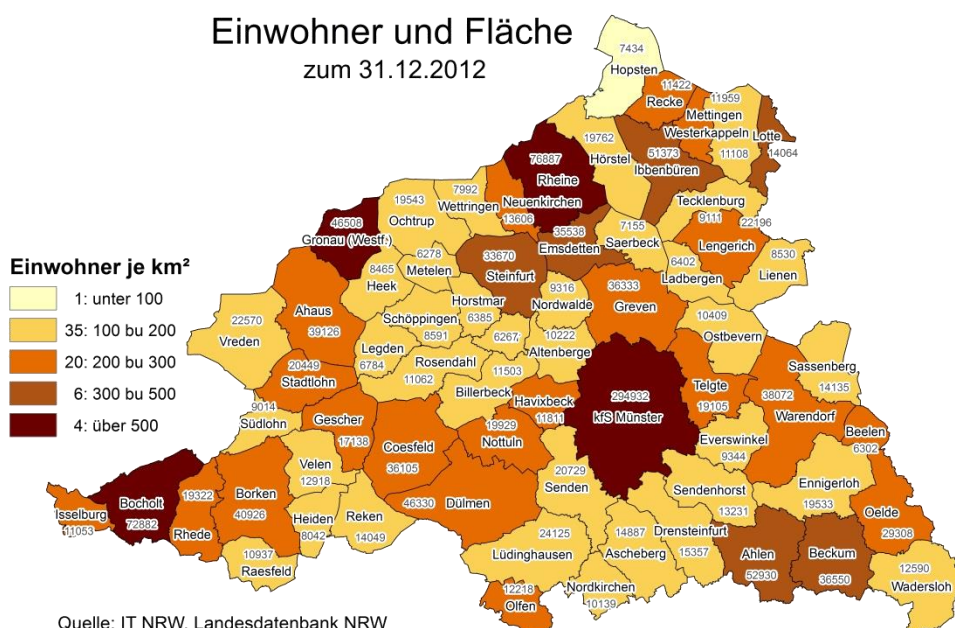 Einwohner und Fläche
zum 31.12.2012
7434
Hopsten
11422
Recke
11959
Mettingen
Westerkappeln
11108
Lotte
14064
19762
Hörstel
51373
Ibbenbüren
76887
Rheine
Neuenkirchen
13606
7992
Wettringen
19543
Ochtrup
46508
Gronau (Westf.)
Tecklenburg
9111
22196
Lengerich
7155
Saerbeck
35538
Emsdetten
33670
Steinfurt
6278
Metelen
8465
Heek
6402
Ladbergen
8530
Lienen
Einwohner je km²
1: unter 100
35: 100 bu 200
20: 200 bu 300
6: 300 bu 500
4: über 500
9316
Nordwalde
36333
Greven
Horstmar
6385
Schöppingen
8591
Ahaus
39126
22570
Vreden
10409
Ostbevern
6267
10222
Altenberge
Legden
6784
Rosendahl
11062
11503
Billerbeck
20449
Stadtlohn
Sassenberg
14135
Havixbeck
11811
294932
kfS Münster
Telgte
19105
38072
Warendorf
9014
Südlohn
Gescher
17138
Coesfeld
36105
19929
Nottuln
Everswinkel
9344
Beelen
6302
Velen
12918
20729
Senden
Sendenhorst
13231
Ennigerloh
19533
Isselburg
11053
Bocholt
72882
19322
Rhede
Borken
40926
Heiden
8042
Reken
14049
46330
Dülmen
Oelde
29308
24125
Lüdinghausen
14887
Ascheberg
Drensteinfurt
15357
Ahlen
52930
Beckum
36550
12590
Wadersloh
10937
Raesfeld
12218
Olfen
Nordkirchen
10139
Quelle: IT NRW, Landesdatenbank NRW